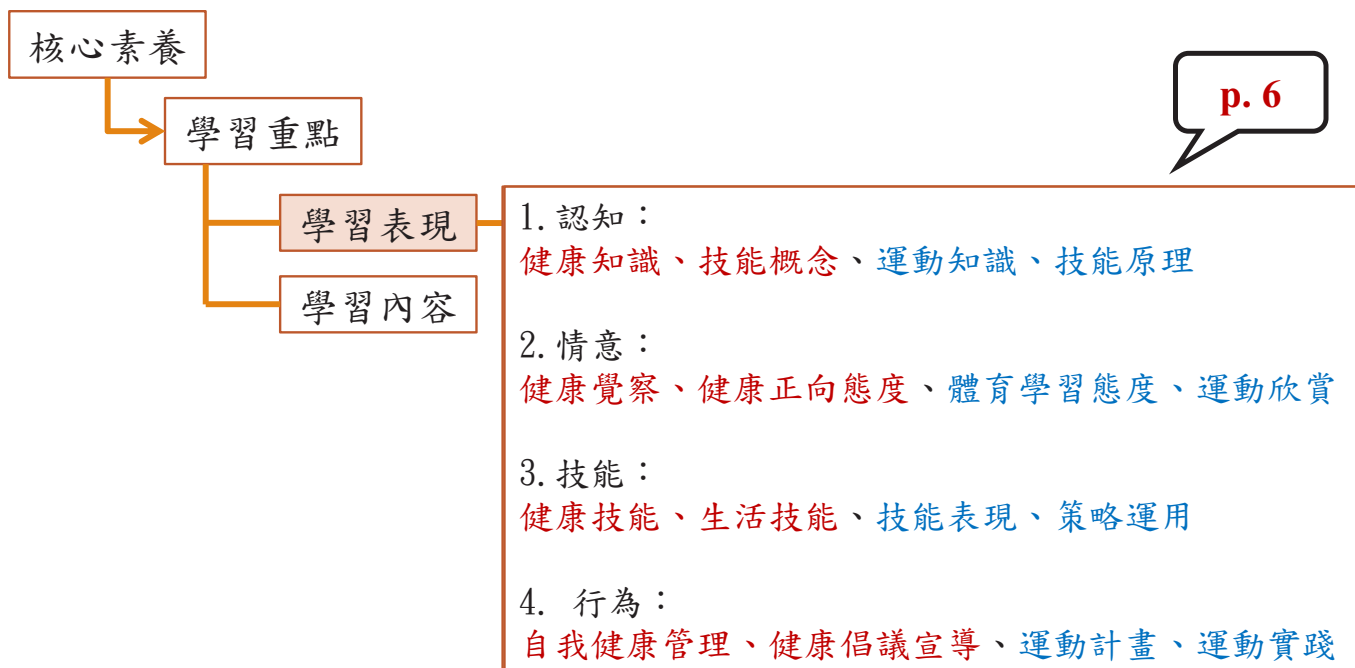 核心素養
p. 6
學習重點
學習表現
學習內容
1.認知：
健康知識、技能概念、運動知識、技能原理
2.情意：
健康覺察、健康正向態度、體育學習態度、運動欣賞
3.技能：
健康技能、生活技能、技能表現、策略運用
4. 行為：
自我健康管理、健康倡議宣導、運動計畫、運動實踐